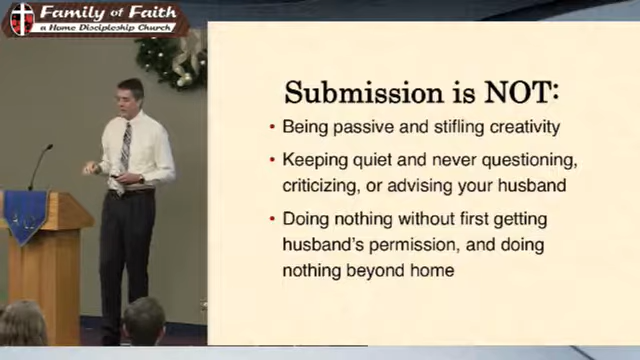 Family of Faith
a Home Discipleship Church
Submission is NOT:
• Being passive and stifling creativity
• Keeping quiet and never questioning,
criticizing, or advising your husband
• Doing nothing without first getting
husband's permission, and doing
nothing beyond home